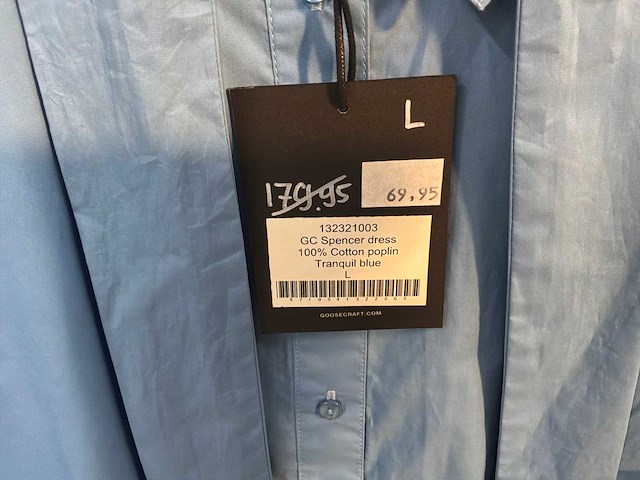 L
179.95
69,95
132321003
GC Spencer dress
100% Cotton poplin
Tranquil blue
L
GOOSECRAFT.COM